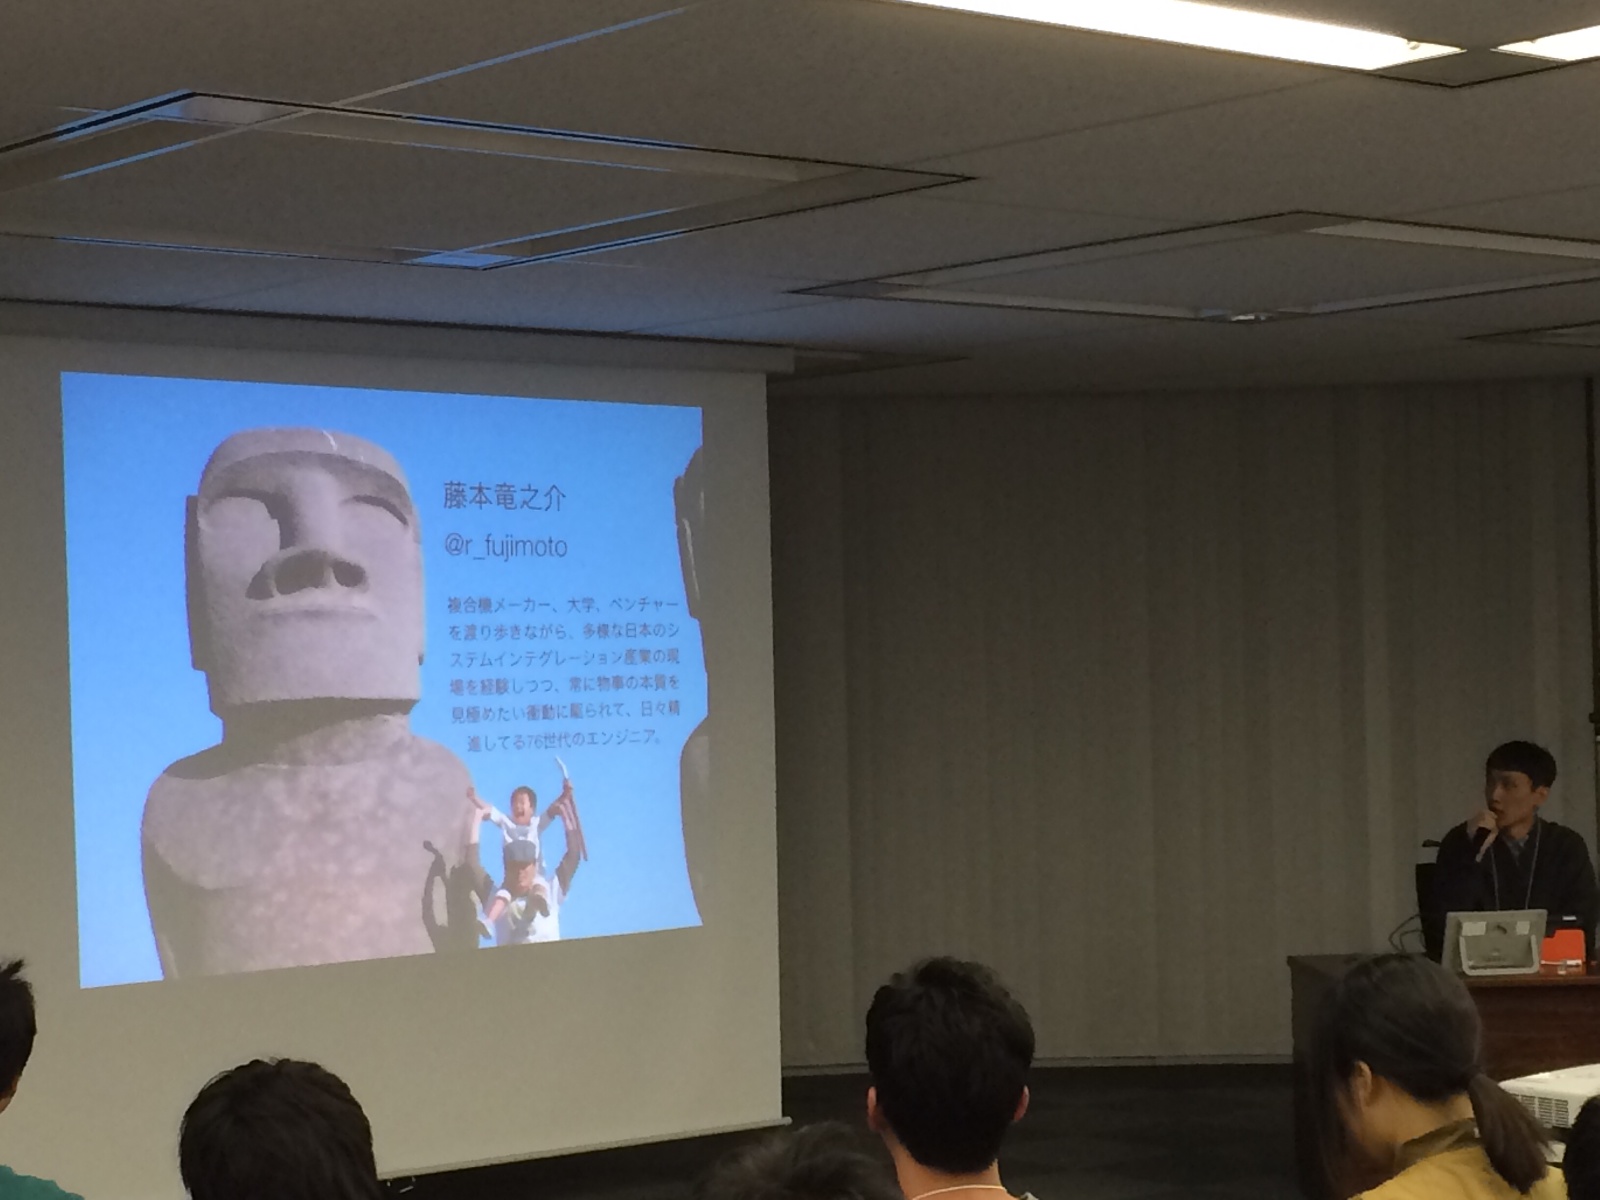 藤本竜之介
@r_fujimoto
複合機メーカー、大学、ベンチャー
を渡り歩きながら、多様な日本のシ
ステムインテグレーション産業の現
場を経験しつつ、常に物事の本質を
見極めたい衝動に駆られて、日々精
進してる76世代のエンジニア。